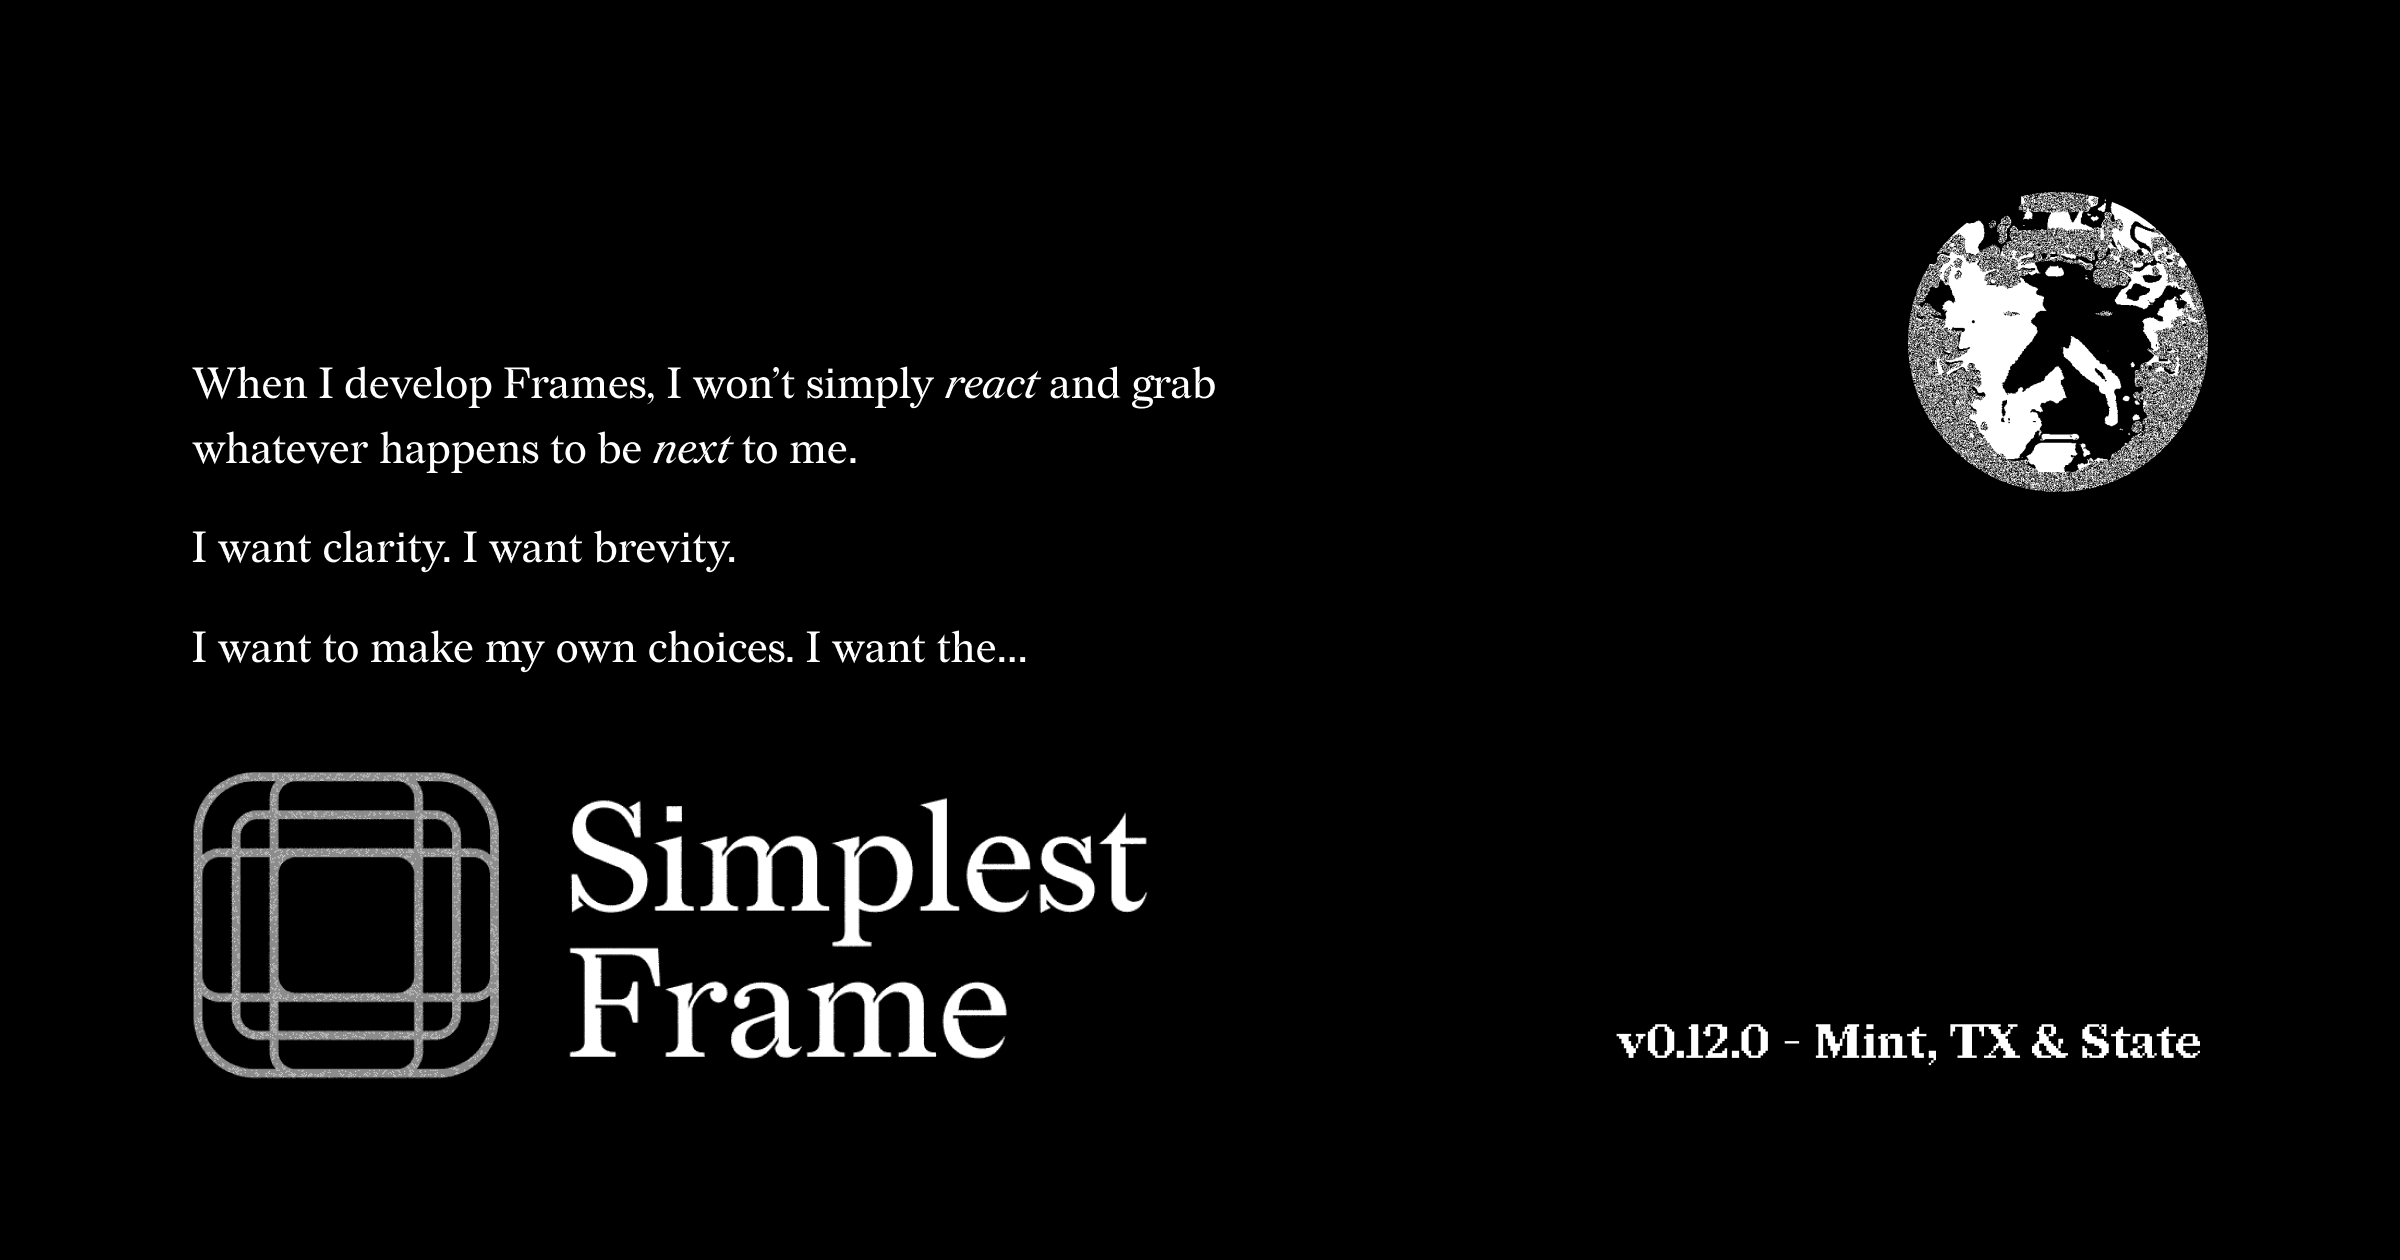 When I develop Frames, I won’t simply react and grab
whatever happens to be next to me.
I want clarity. I want brevity.
I want to make my own choices. I want the...
Simplest
Frame
v0.12.0 - Mint, TX & State